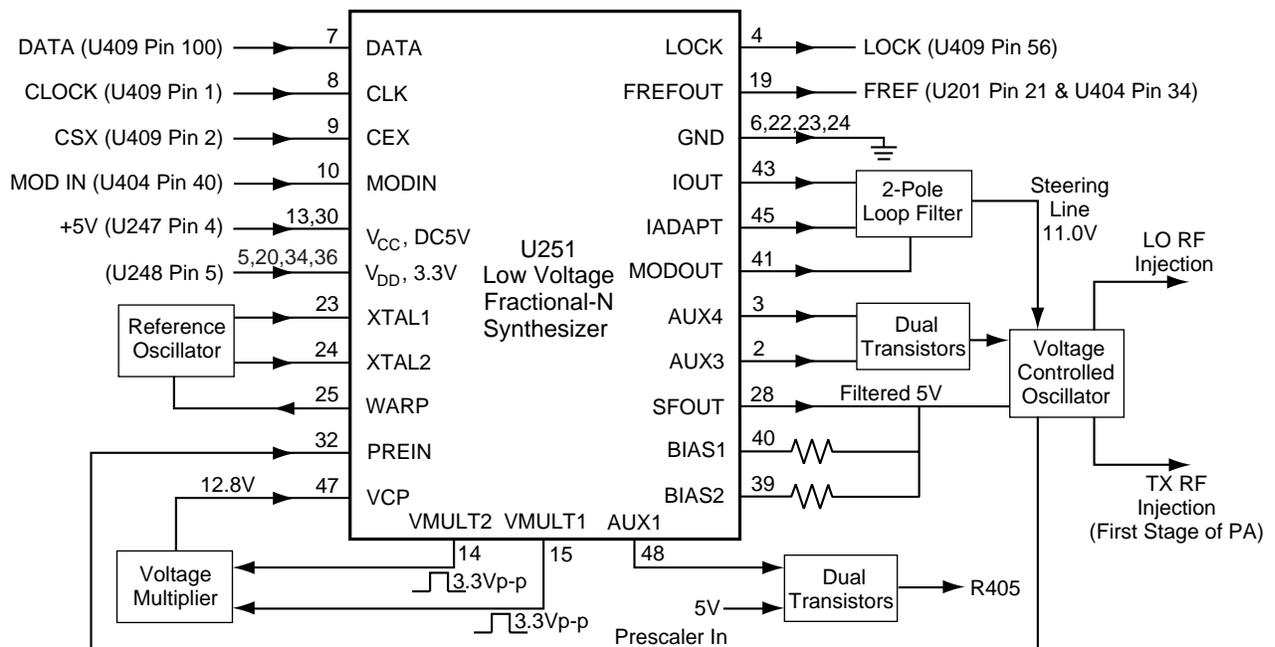 DATA (U409 Pin 100)
7
DATA
CLOCK (U409 Pin 1)
8
CLK
CSX (U409 Pin 2)
9
CEX
MOD IN (U404 Pin 40)
10
MODIN
+5V (U247 Pin 4)
13,30
VCC, DC5V
(U248 Pin 5)
5,20,34,36
VDD, 3.3V
Reference
Oscillator
23
XTAL1
24
XTAL2
25
WARP
32
PREIN
12.8V
47
VCP
Voltage
Multiplier
U251
Low Voltage
Fractional-N
Synthesizer
VMULT2
14
3.3Vp-p
VMULT1
15
3.3Vp-p
AUX1
48
LOCK
4
LOCK (U409 Pin 56)
FREFOUT
19
FREF (U201 Pin 21 & U404 Pin 34)
GND
6,22,23,24
IOUT
43
IADAPT
45
MODOUT
41
2-Pole
Loop Filter
Steering
Line
11.0V
AUX4
3
AUX3
2
Dual
Transistors
SFOUT
28
Filtered 5V
BIAS1
40
BIAS2
39
Voltage
Controlled
Oscillator
LO RF
Injection
TX RF
Injection
(First Stage of PA)
5V
Dual
Transistors
R405
Prescaler In